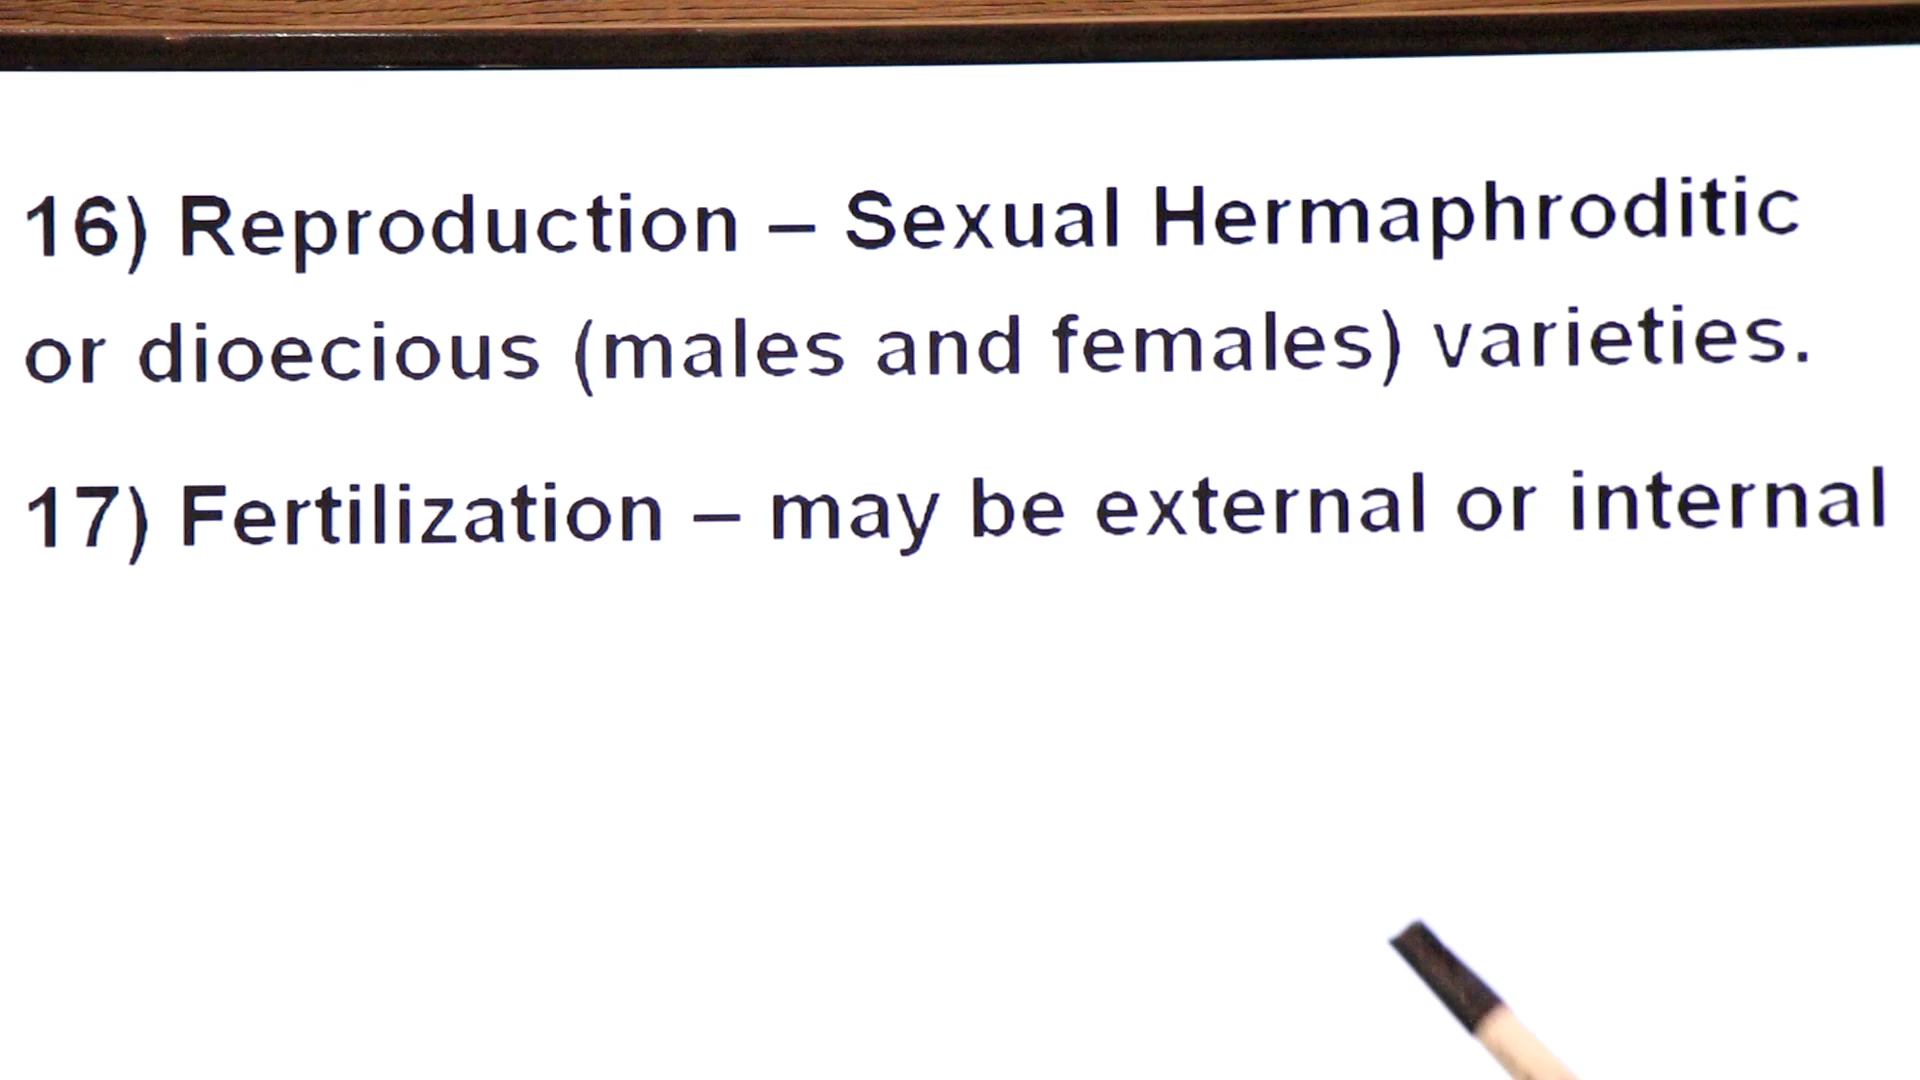 16) Reproduction – Sexual Hermaphroditic
or dioecious (males and females) varieties.
17) Fertilization – may be external or internal